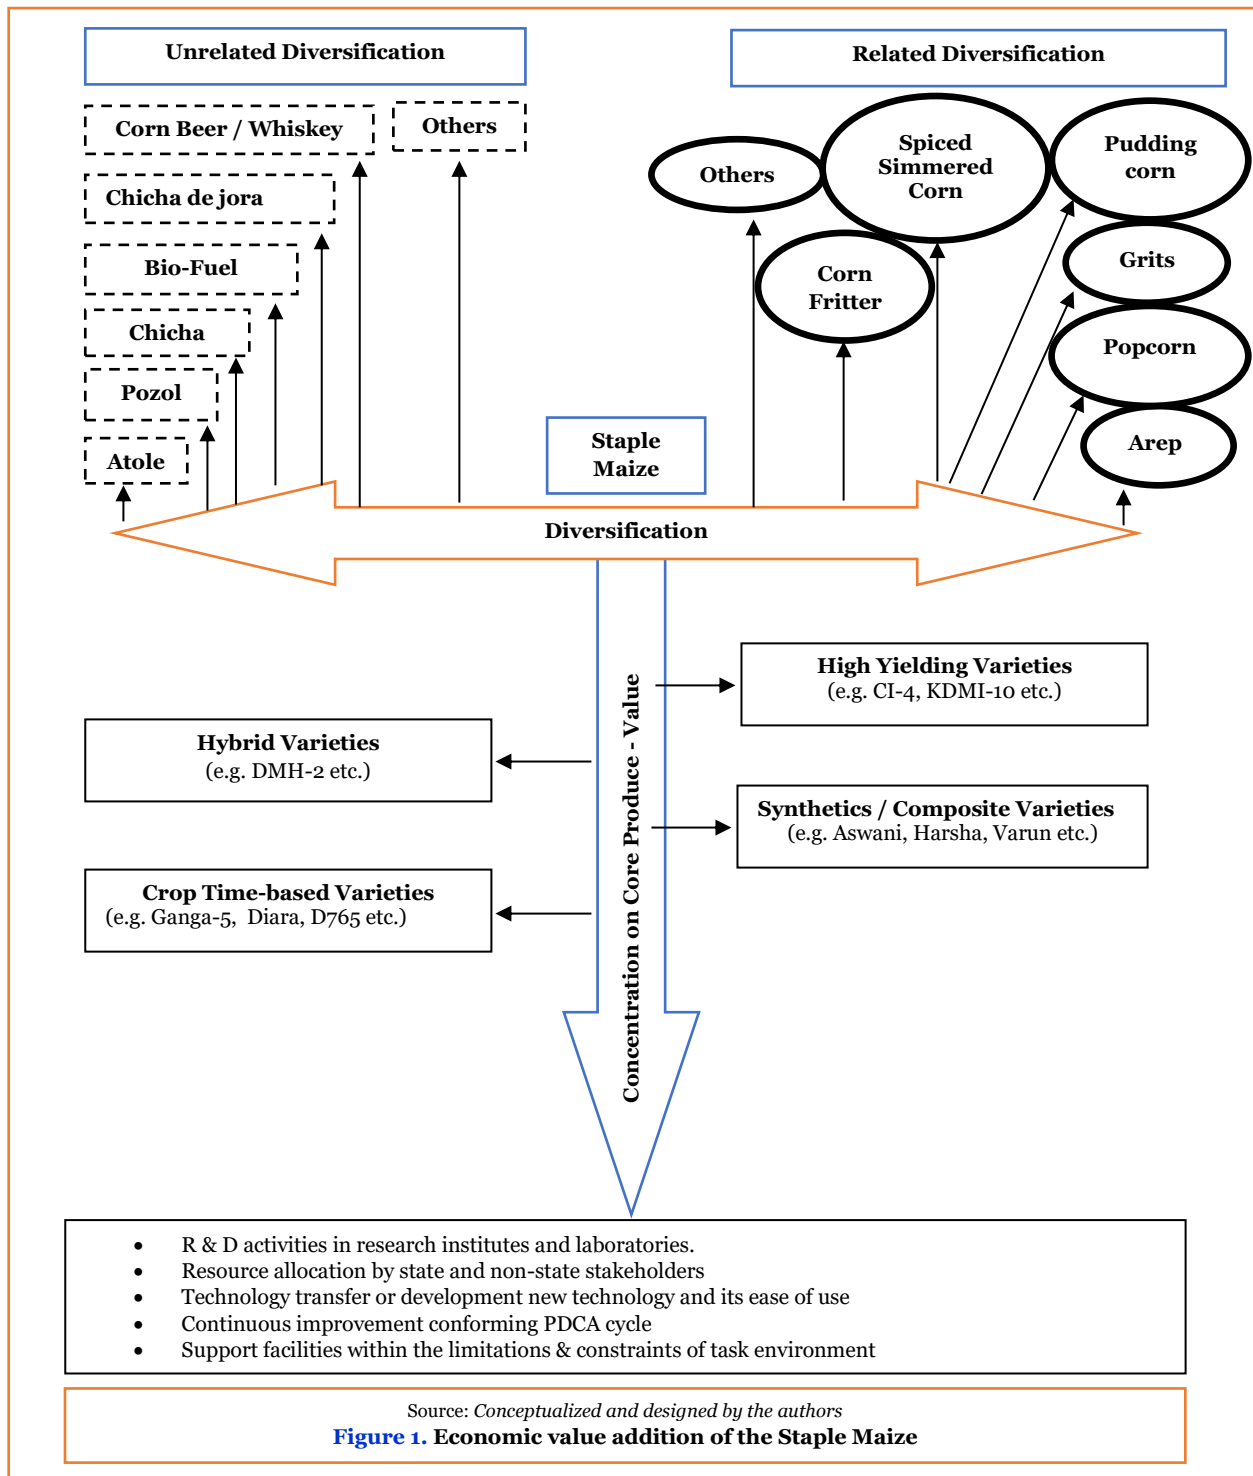 Unrelated Diversification
Related Diversification
Corn Beer / Whiskey
Others
Chicha de jora
Bio-Fuel
Chicha
Pozol
Atole
Others
Spiced
Simmered
Corn
Pudding
corn
Corn
Fritter
Grits
Popcorn
Arep
Staple
Maize
Diversification
Concentration on Core Produce - Value
High Yielding Varieties
(e.g. CI-4, KDMI-10 etc.)
Hybrid Varieties
(e.g. DMH-2 etc.)
Synthetics / Composite Varieties
(e.g. Aswani, Harsha, Varun etc.)
Crop Time-based Varieties
(e.g. Ganga-5, Diara, D765 etc.)
• R & D activities in research institutes and laboratories.
• Resource allocation by state and non-state stakeholders
• Technology transfer or development new technology and its ease of use
• Continuous improvement conforming PDCA cycle
• Support facilities within the limitations & constraints of task environment
Source: Conceptualized and designed by the authors
Figure 1. Economic value addition of the Staple Maize